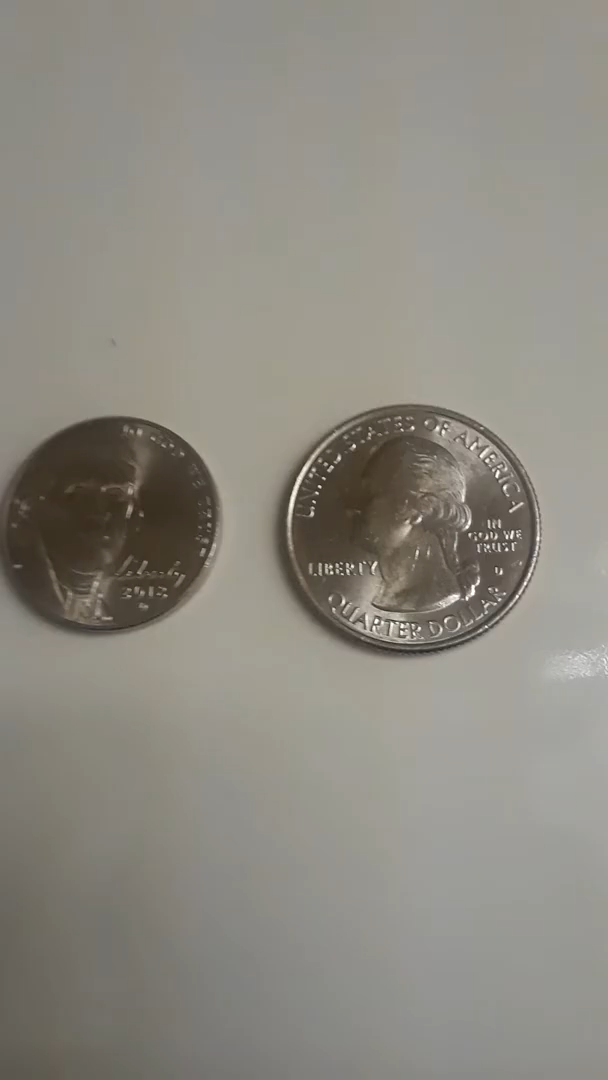 Liberty
UNITED STATES OF AMERICA
LIBERTY
IN
GOD WE
TRUST
D
QUARTER DOLLAR